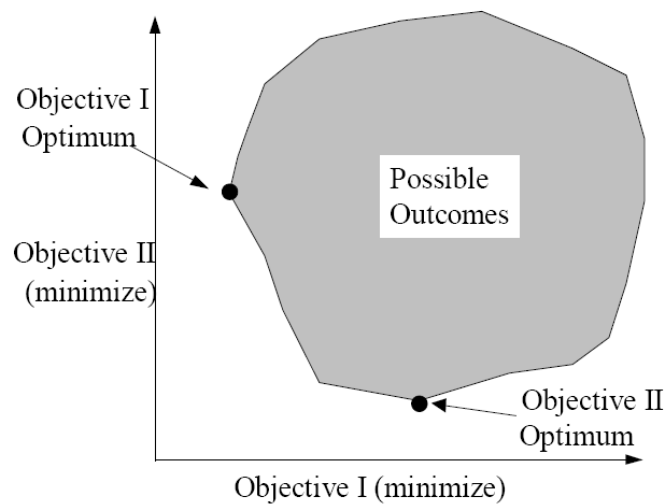 Objective I
Optimum
Possible
Outcomes
Objective II
(minimize)
Objective II
Optimum
Objective I (minimize)